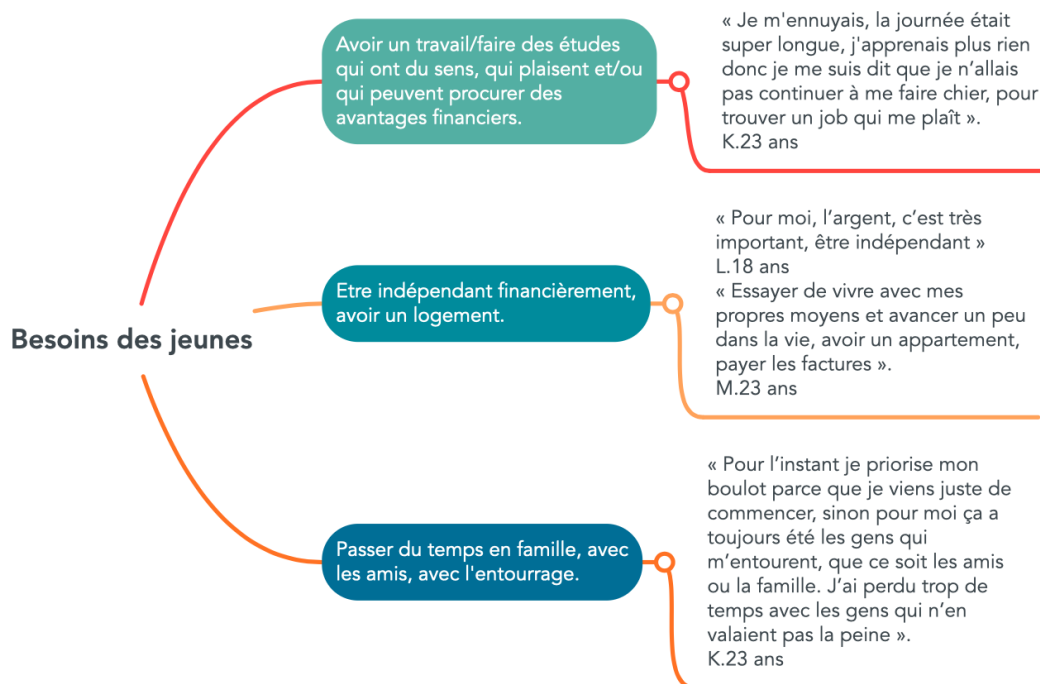 Besoins des jeunes
Avoir un travail/faire des études
qui ont du sens, qui plaisent et/ou
qui peuvent procurer des
avantages financiers.
« Je m'ennuyais, la journée était
super longue, j'apprenais plus rien
donc je me suis dit que je n’allais
pas continuer à me faire chier, pour
trouver un job qui me plaît ».
K.23 ans
Etre indépendant financièrement,
avoir un logement.
« Pour moi, l’argent, c’est très
important, être indépendant »
L.18 ans
« Essayer de vivre avec mes
propres moyens et avancer un peu
dans la vie, avoir un appartement,
payer les factures ».
M.23 ans
Passer du temps en famille, avec
les amis, avec l'entourrage.
« Pour l’instant je priorise mon
boulot parce que je viens juste de
commencer, sinon pour moi ça a
toujours été les gens qui
m’entourent, que ce soit les amis
ou la famille. J’ai perdu trop de
temps avec les gens qui n’en
valaient pas la peine ».
K.23 ans